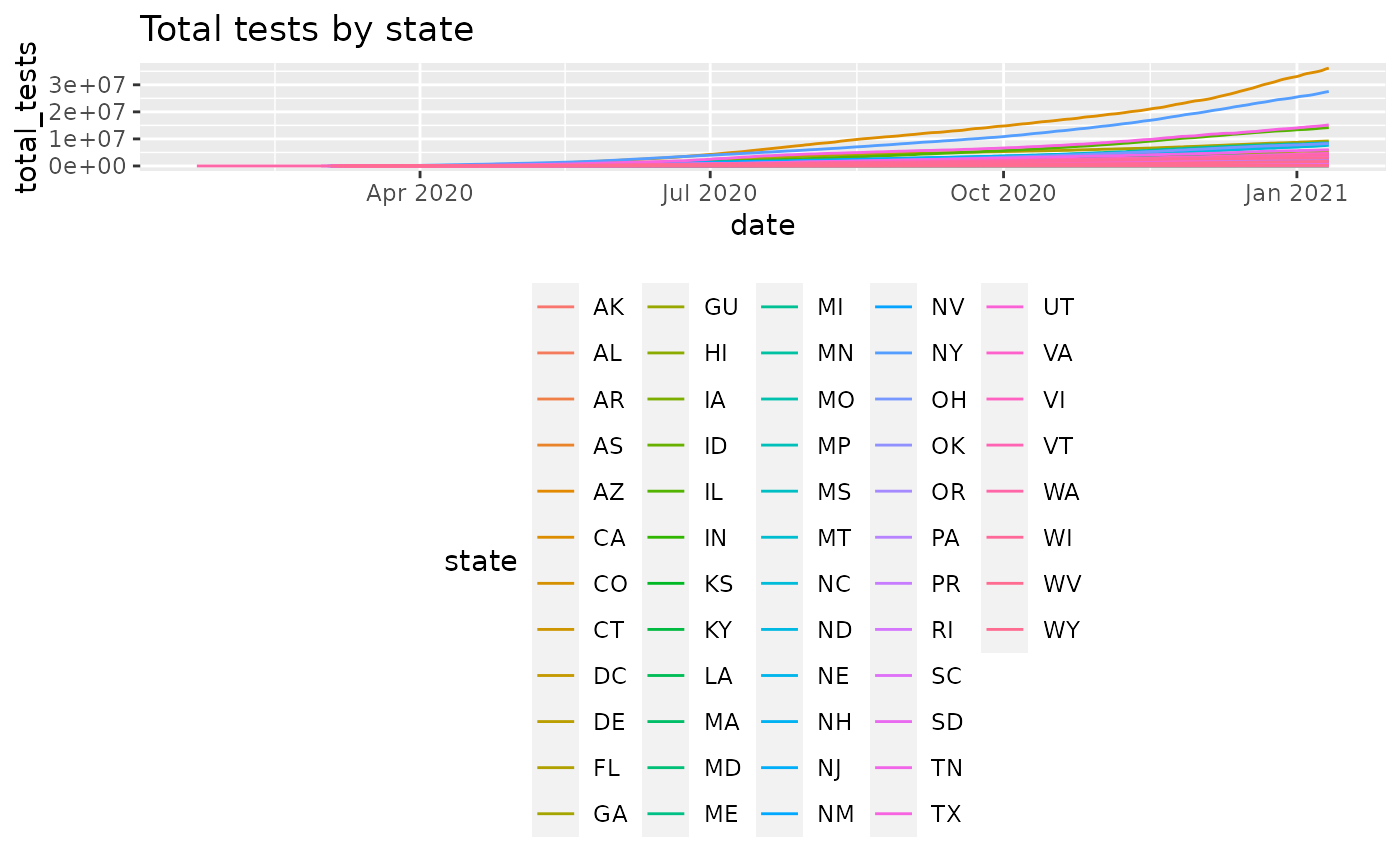 Total tests by state
total_tests
3e+07
2e+07
1e+07
0e+00
Apr 2020 Jul 2020 Oct 2020 Jan 2021
date
state
AK GU MI NV UT
AL HI MN NY VA
AR IA MO OH VI
AS ID MP OK VT
AZ IL MS OR WA
CA IN MT PA WI
CO KS NC PR WV
CT KY ND RI WY
DC LA NE SC
DE MA NH SD
FL MD NJ TN
GA ME NM TX